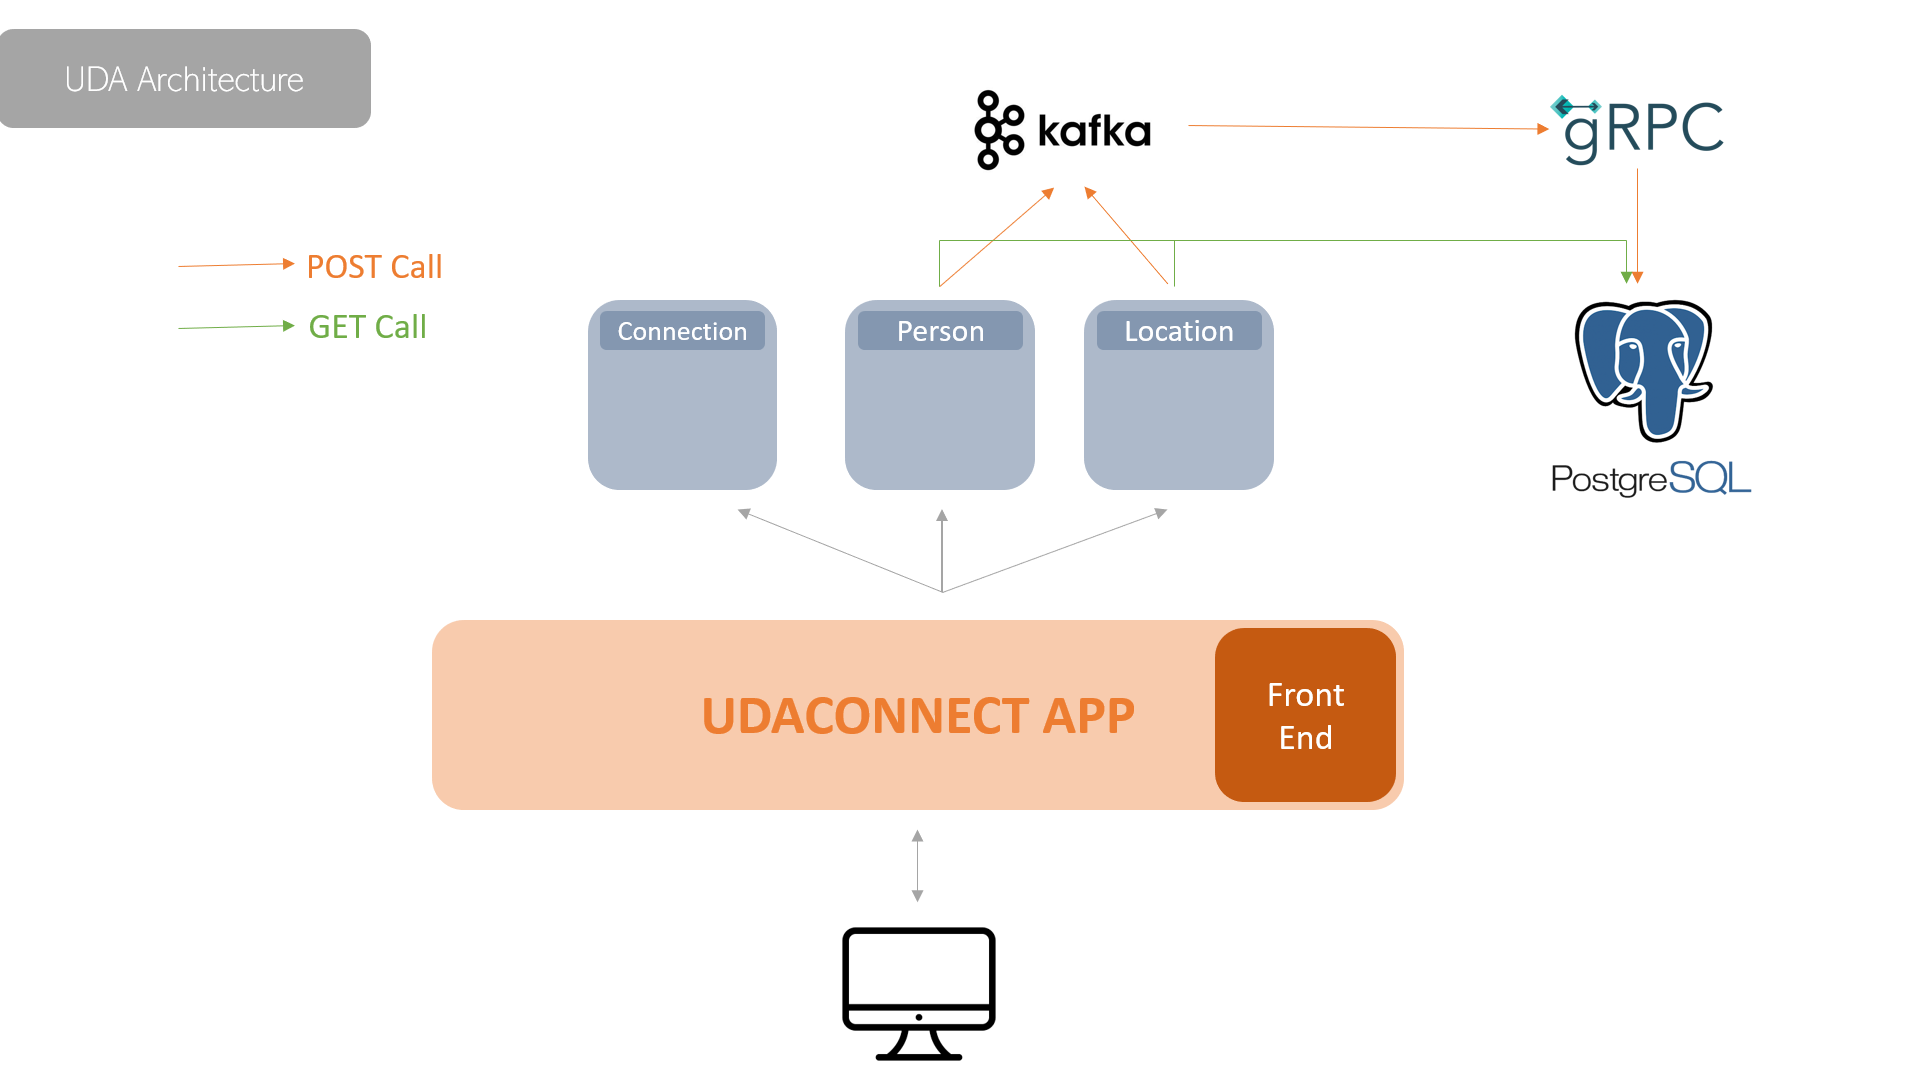 UDA Architecture
kafka
gRPC
POST Call
GET Call
Connection
Person
Location
PostgreSQL
UDACONNECT APP
Front
End